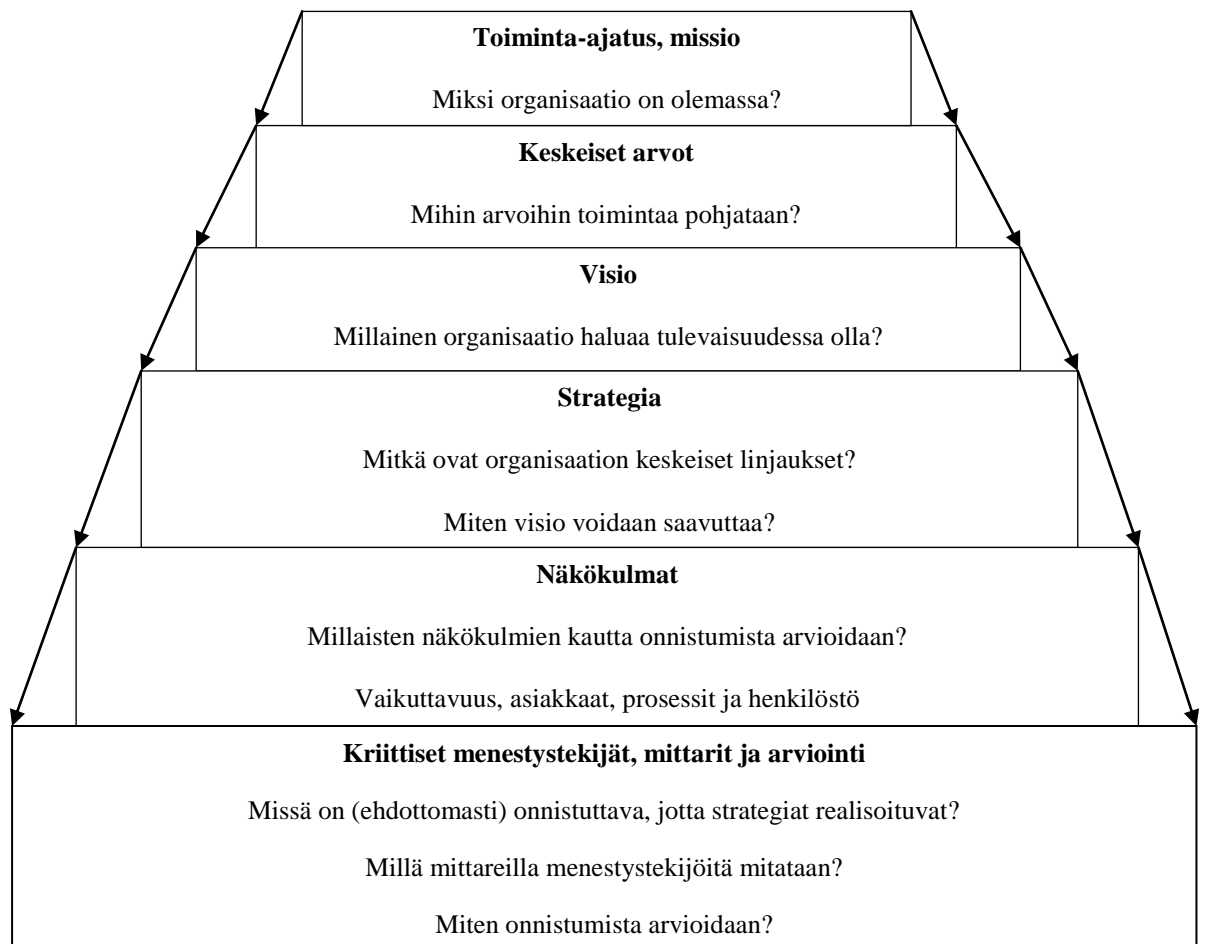 Toiminta-ajatus, missio
Miksi organisaatio on olemassa?
Keskeiset arvot
Mihin arvoihin toimintaa pohjataan?
Visio
Millainen organisaatio haluaa tulevaisuudessa olla?
Strategia
Mitkä ovat organisaation keskeiset linjaukset?
Miten visio voidaan saavuttaa?
Näkökulmat
Millaisten näkökulmien kautta onnistumista arvioidaan?
Vaikuttavuus, asiakkaat, prosessit ja henkilöstö
Kriittiset menestystekijät, mittarit ja arviointi
Missä on (ehdottomasti) onnistuttava, jotta strategiat realisoituvat?
Millä mittareilla menestystekijöitä mitataan?
Miten onnistumista arvioidaan?